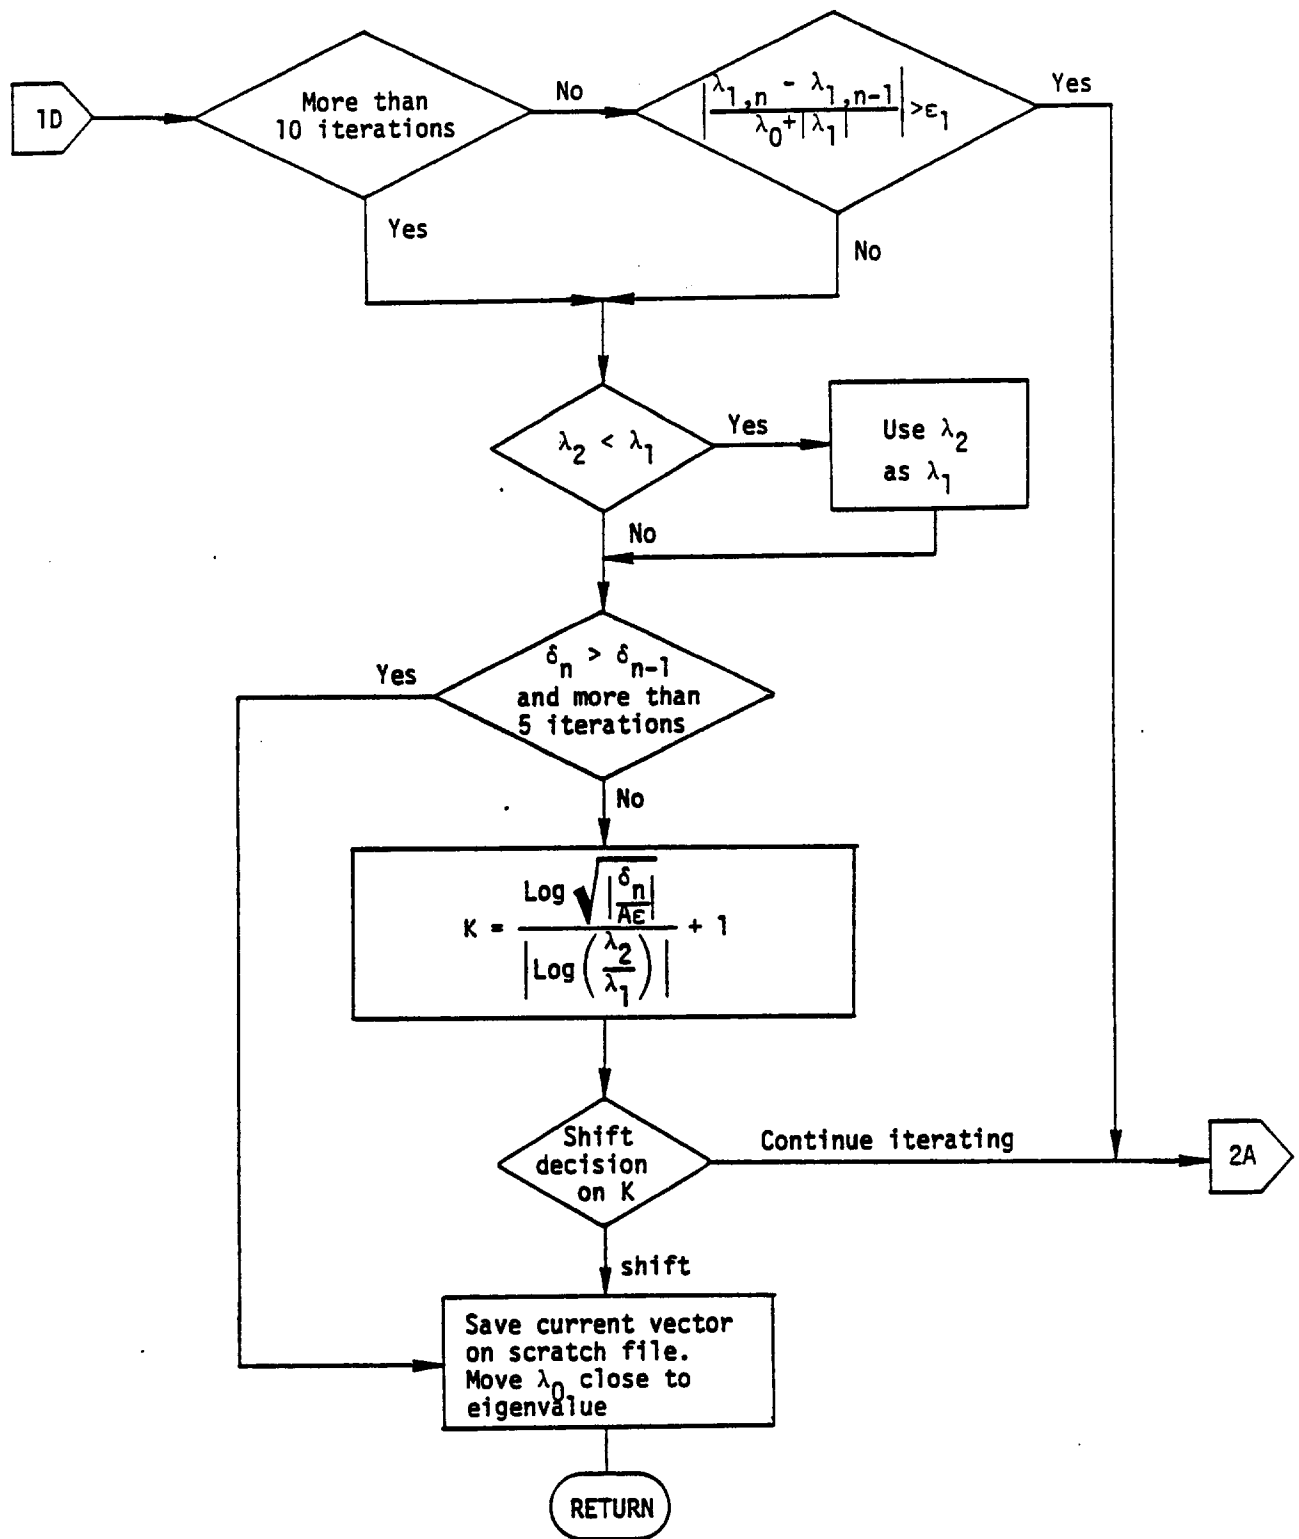 1D
More than
10 iterations
No
Yes
|λ1,n - λ1,n-1 / λ0+|λ1|| >ε1
Yes
No
λ2 < λ1
Yes
No
Use λ2
as λ1
δn > δn-1
and more than
5 iterations
Yes
No
K = Log √|δn/Aε| / |Log (λ2/λ1)| + 1
Shift
decision
on K
Continue iterating
2A
shift
Save current vector
on scratch file.
Move λ0 close to
eigenvalue
RETURN